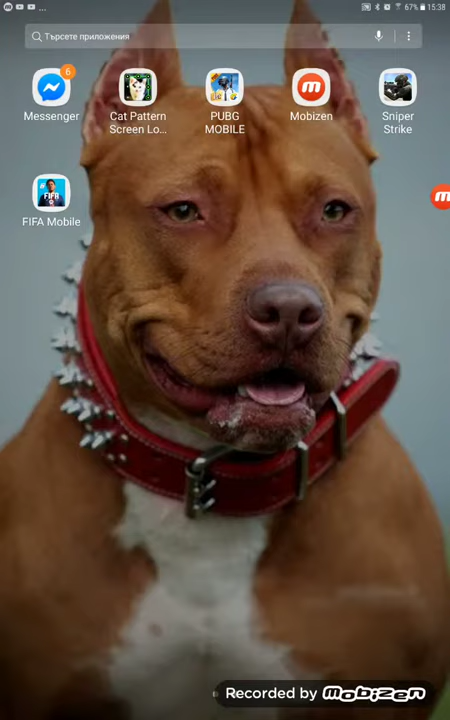 67% 15:38
Търсете приложения
6
Messenger
Cat Pattern
Screen Lo...
PUBG
MOBILE
Mobizen
Sniper
Strike
FIFA
FIFA Mobile
m
m
Recorded by mobizen